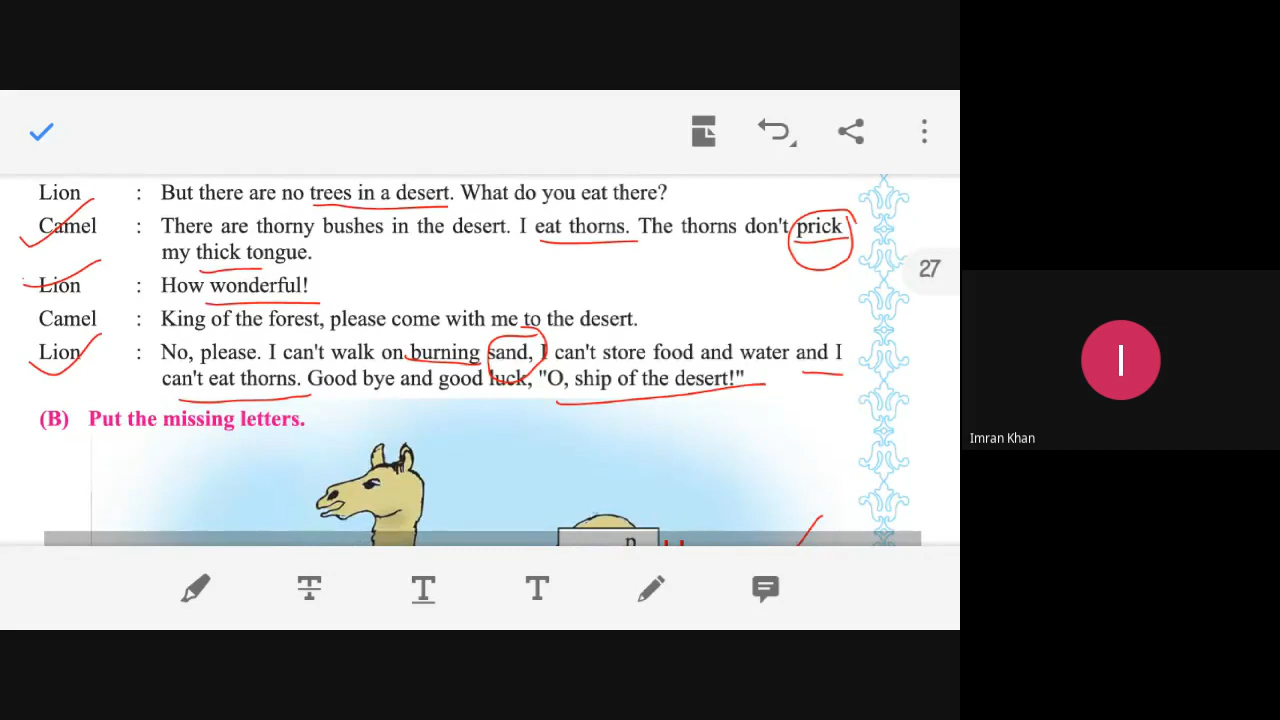 Lion : But there are no trees in a desert. What do you eat there?
Camel : There are thorny bushes in the desert. I eat thorns. The thorns don't prick
my thick tongue.
27
Lion : How wonderful!
Camel : King of the forest, please come with me to the desert.
Lion : No, please. I can't walk on burning sand, I can't store food and water and I
can't eat thorns. Good bye and good luck, "O, ship of the desert!"
(B) Put the missing letters.
I
Imran Khan